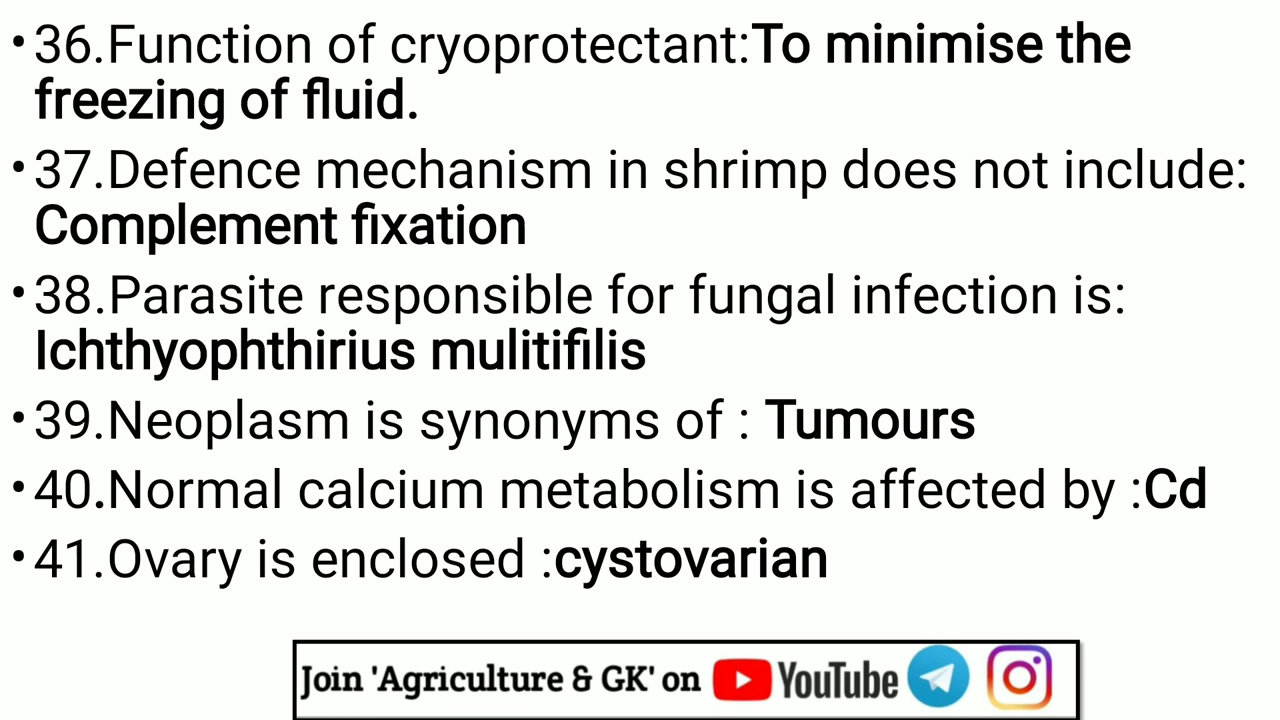 •36.Function of cryoprotectant:To minimise the
freezing of fluid.
•37.Defence mechanism in shrimp does not include:
Complement fixation
•38.Parasite responsible for fungal infection is:
Ichthyophthirius mulitifilis
•39.Neoplasm is synonyms of : Tumours
•40.Normal calcium metabolism is affected by :Cd
•41.Ovary is enclosed :cystovarian
Join 'Agriculture & GK' on YouTube